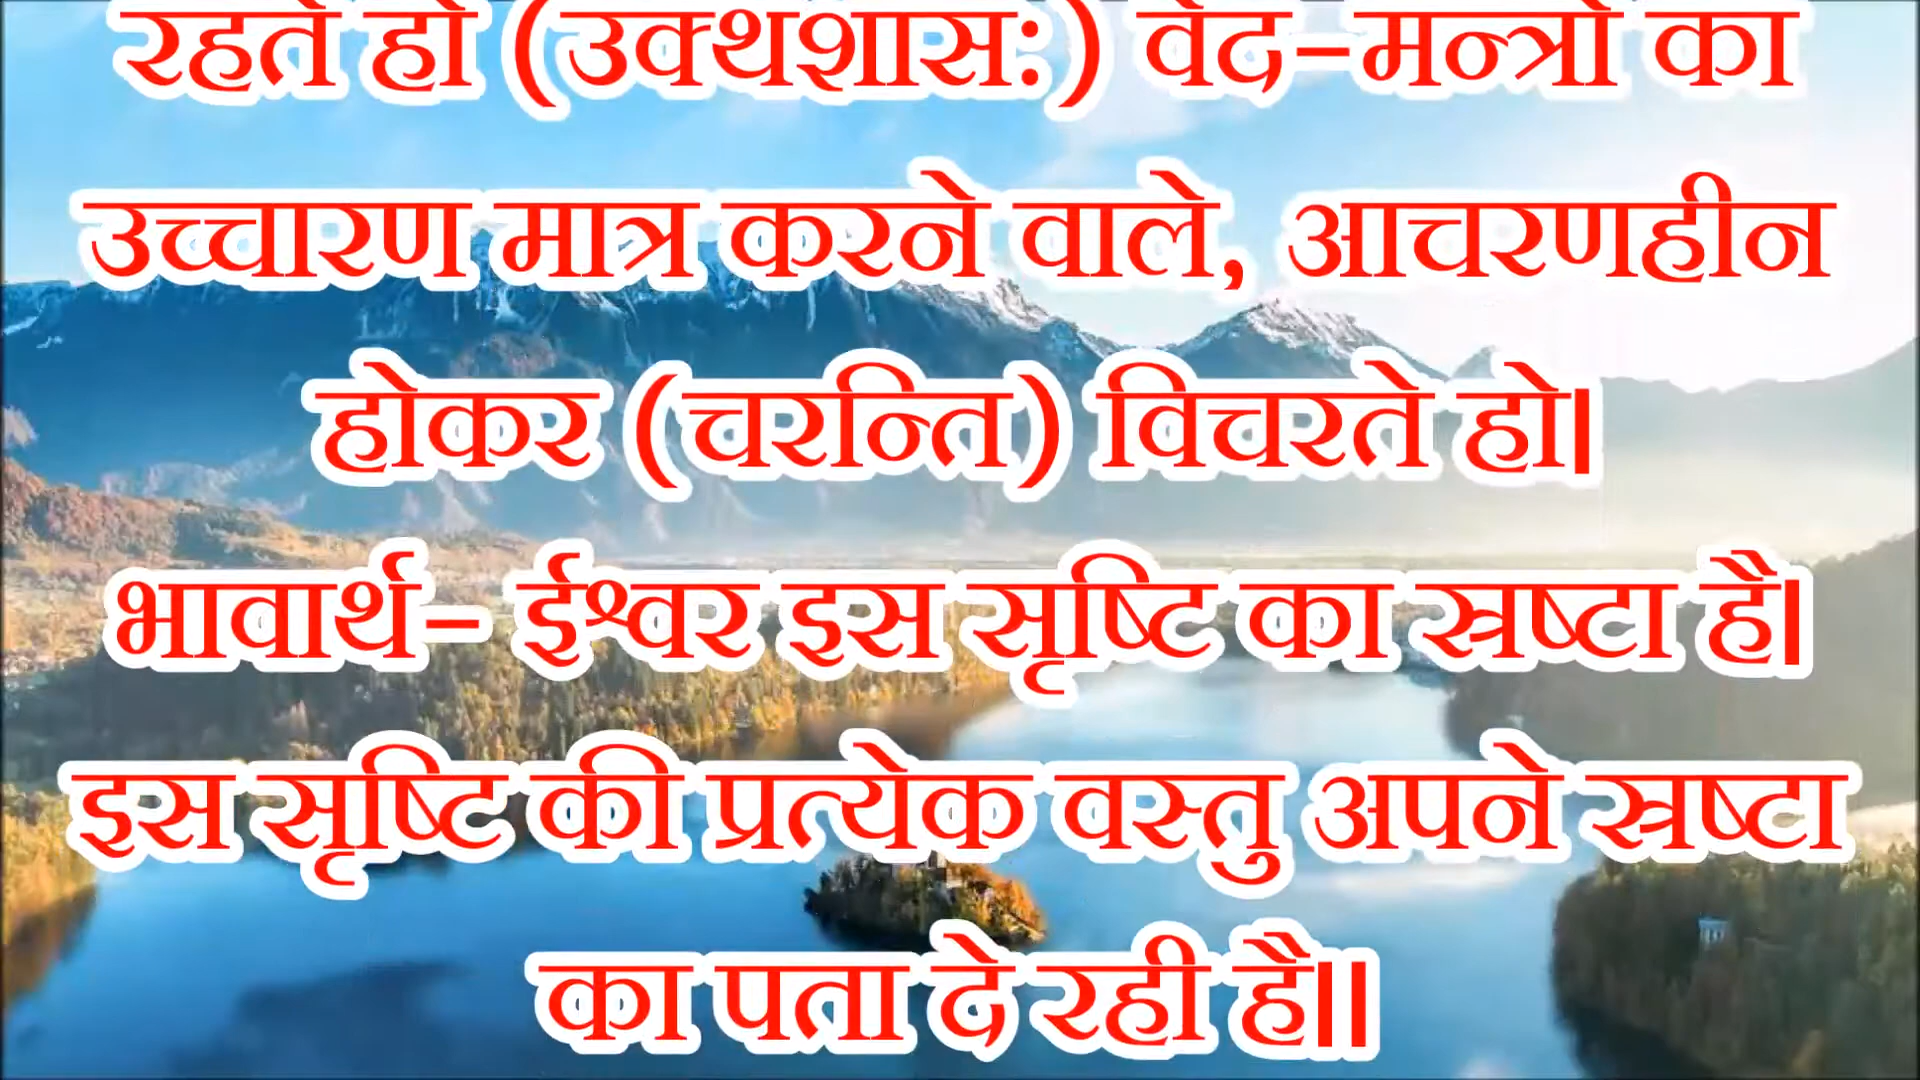 रहते हो (उक्थशासः) वेद-मन्त्रों का
उच्चारण मात्र करने वाले, आचरणहीन
होकर (चरन्ति) विचरते हो।
भावार्थ- ईश्वर इस सृष्टि का स्रष्टा है।
इस सृष्टि की प्रत्येक वस्तु अपने स्रष्टा
का पता दे रही है।।